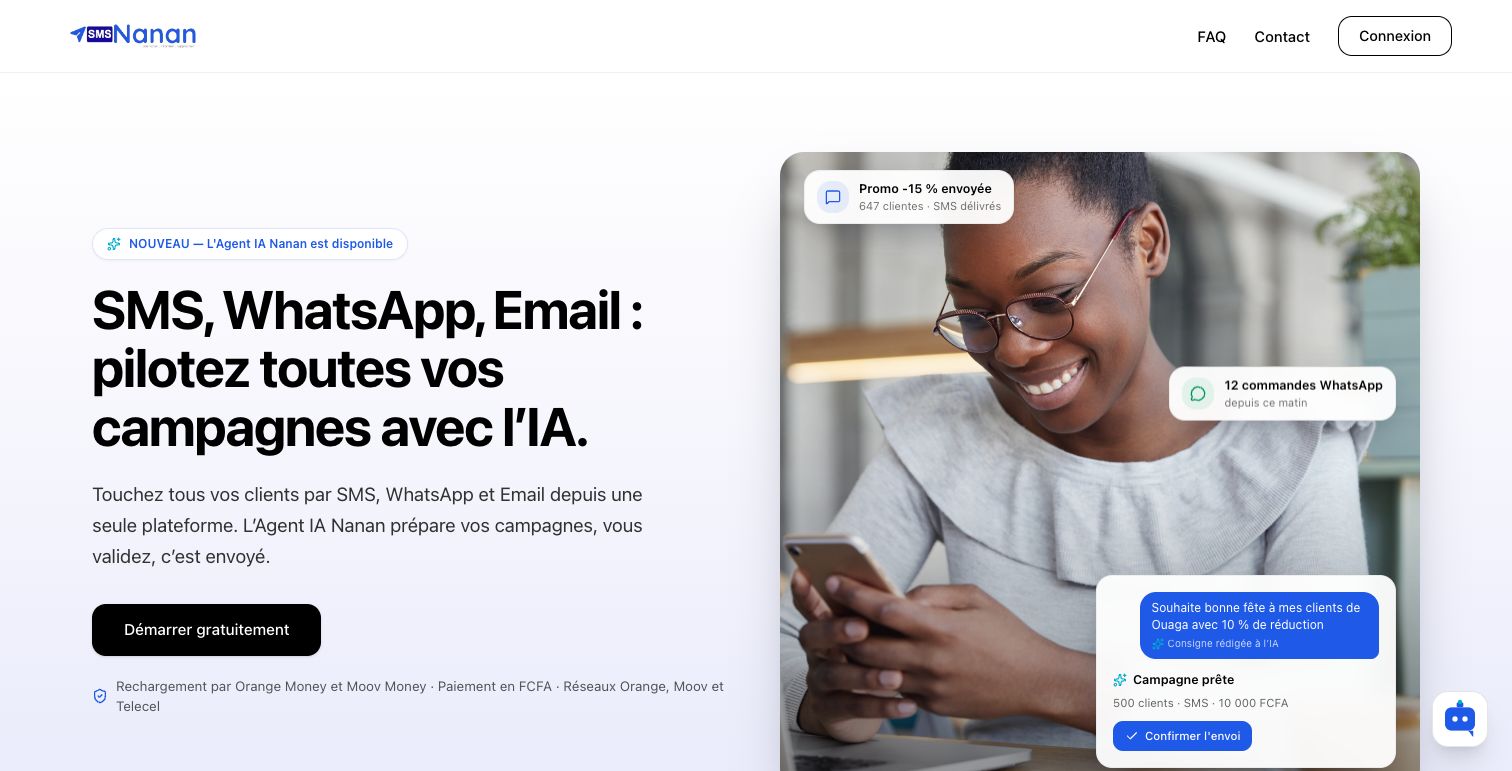 SMS Nanan
FAQ
Contact
Connexion
NOUVEAU — L'Agent IA Nanan est disponible
SMS, WhatsApp, Email :
pilotez toutes vos
campagnes avec l’IA.
Touchez tous vos clients par SMS, WhatsApp et Email depuis une
seule plateforme. L’Agent IA Nanan prépare vos campagnes, vous
validez, c’est envoyé.
Démarrer gratuitement
Rechargement par Orange Money et Moov Money · Paiement en FCFA · Réseaux Orange, Moov et
Telecel
Promo -15 % envoyée
647 clientes · SMS délivrés
12 commandes WhatsApp
depuis ce matin
Souhaite bonne fête à mes clients de
Ouaga avec 10 % de réduction
Consigne rédigée à l'IA
Campagne prête
500 clients · SMS · 10 000 FCFA
Confirmer l'envoi